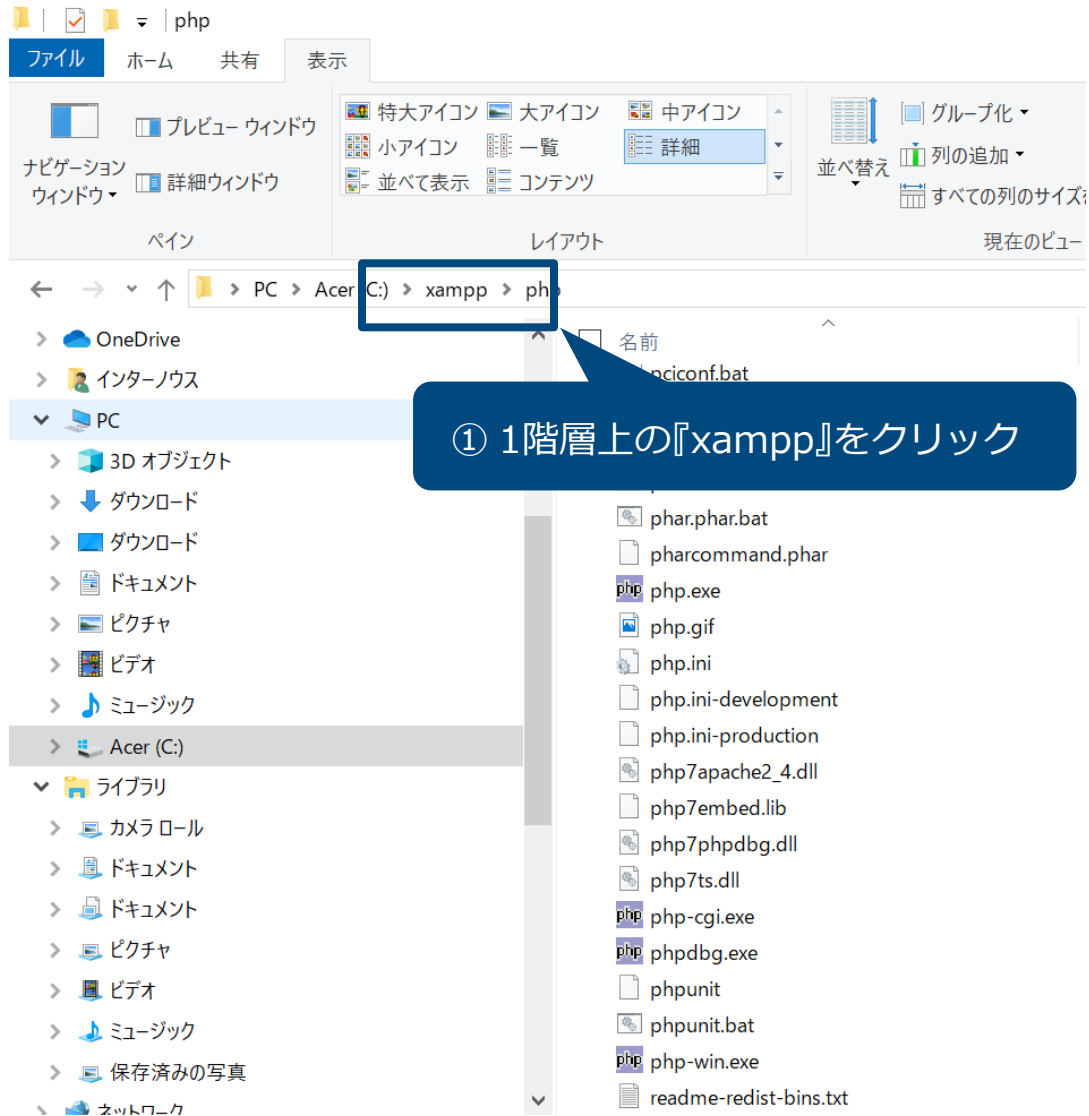 php
ファイル ホーム 共有 表示
特大アイコン 大アイコン 中アイコン
プレビュー ウィンドウ
小アイコン 一覧 詳細
ナビゲーション
ウィンドウ
詳細ウィンドウ
並べて表示 コンテンツ
並べ替え
グループ化
列の追加
すべての列のサイズを
ペイン レイアウト 現在のビュー
PC > Acer (C:) > xampp > php
名前
OneDrive
インターノウス
PC
3D オブジェクト
ダウンロード
ダウンロード
ドキュメント
ピクチャ
ビデオ
ミュージック
Acer (C:)
ライブラリ
カメラ ロール
ドキュメント
ドキュメント
ピクチャ
ビデオ
ミュージック
保存済みの写真
ネットワーク
pciconf.bat
① 1階層上の『xampp』をクリック
phar.phar.bat
pharcommand.phar
php.exe
php.gif
php.ini
php.ini-development
php.ini-production
php7apache2_4.dll
php7embed.lib
php7phpdbg.dll
php7ts.dll
php-cgi.exe
phpdbg.exe
phpunit
phpunit.bat
php-win.exe
readme-redist-bins.txt